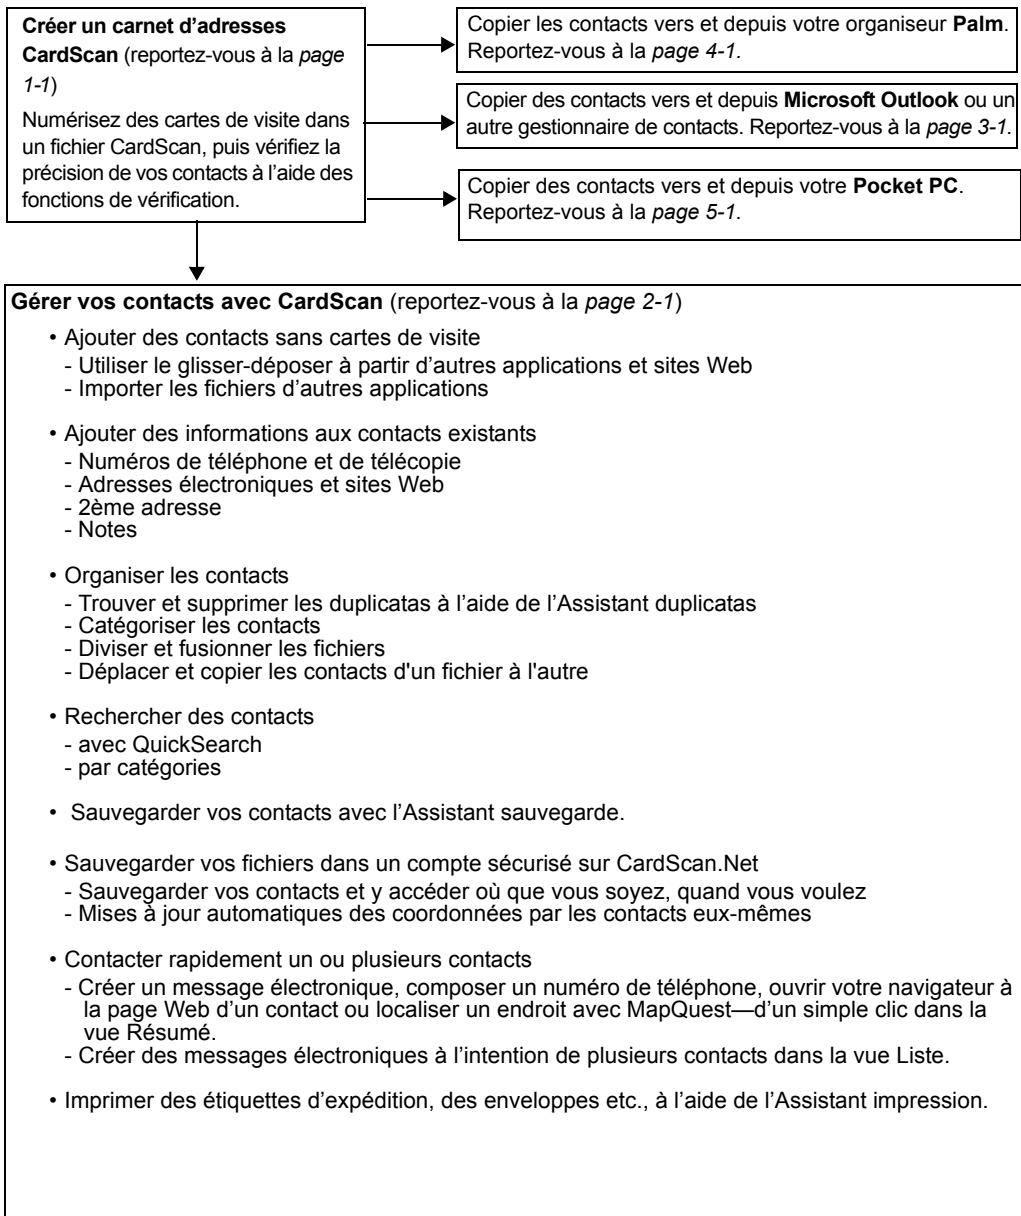 Créer un carnet d’adresses
CardScan (reportez-vous à la page
1-1)
Numérisez des cartes de visite dans
un fichier CardScan, puis vérifiez la
précision de vos contacts à l’aide des
fonctions de vérification.
Copier les contacts vers et depuis votre organiseur Palm.
Reportez-vous à la page 4-1.
Copier des contacts vers et depuis Microsoft Outlook ou un
autre gestionnaire de contacts. Reportez-vous à la page 3-1.
Copier des contacts vers et depuis votre Pocket PC.
Reportez-vous à la page 5-1.
Gérer vos contacts avec CardScan (reportez-vous à la page 2-1)
• Ajouter des contacts sans cartes de visite
- Utiliser le glisser-déposer à partir d’autres applications et sites Web
- Importer les fichiers d’autres applications
• Ajouter des informations aux contacts existants
- Numéros de téléphone et de télécopie
- Adresses électroniques et sites Web
- 2ème adresse
- Notes
• Organiser les contacts
- Trouver et supprimer les duplicatas à l’aide de l’Assistant duplicatas
- Catégoriser les contacts
- Diviser et fusionner les fichiers
- Déplacer et copier les contacts d'un fichier à l'autre
• Rechercher des contacts
- avec QuickSearch
- par catégories
• Sauvegarder vos contacts avec l’Assistant sauvegarde.
• Sauvegarder vos fichiers dans un compte sécurisé sur CardScan.Net
- Sauvegarder vos contacts et y accéder où que vous soyez, quand vous voulez
- Mises à jour automatiques des coordonnées par les contacts eux-mêmes
• Contacter rapidement un ou plusieurs contacts
- Créer un message électronique, composer un numéro de téléphone, ouvrir votre navigateur à
la page Web d’un contact ou localiser un endroit avec MapQuest—d’un simple clic dans la
vue Résumé.
- Créer des messages électroniques à l’intention de plusieurs contacts dans la vue Liste.
• Imprimer des étiquettes d’expédition, des enveloppes etc., à l’aide de l’Assistant impression.